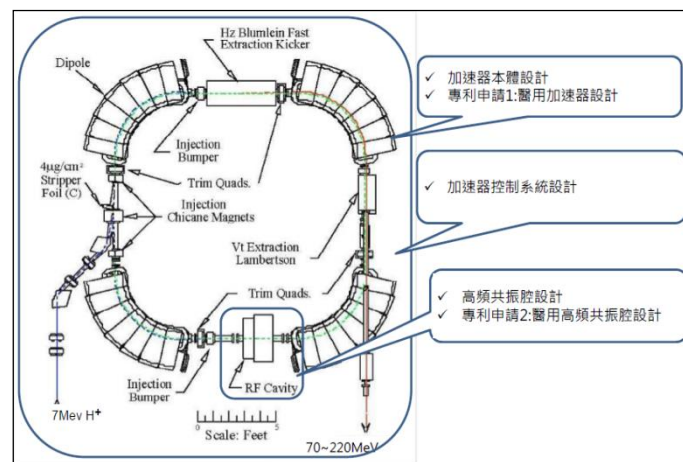 Hz Blumlein Fast
Extraction Kicker
Dipole
Injection
Bumper
4µg/cm²
Stripper
Foil (C)
Trim Quads.
Injection
Chicane Magnets
Vt Extraction
Lambertson
Trim Quads.
Injection
Bumper
RF Cavity
7Mev H+
0
5
Scale: Feet
70~220MeV
✓ 加速器本體設計
✓ 專利申請1:醫用加速器設計
✓ 加速器控制系統設計
✓ 高頻共振腔設計
✓ 專利申請2:醫用高頻共振腔設計